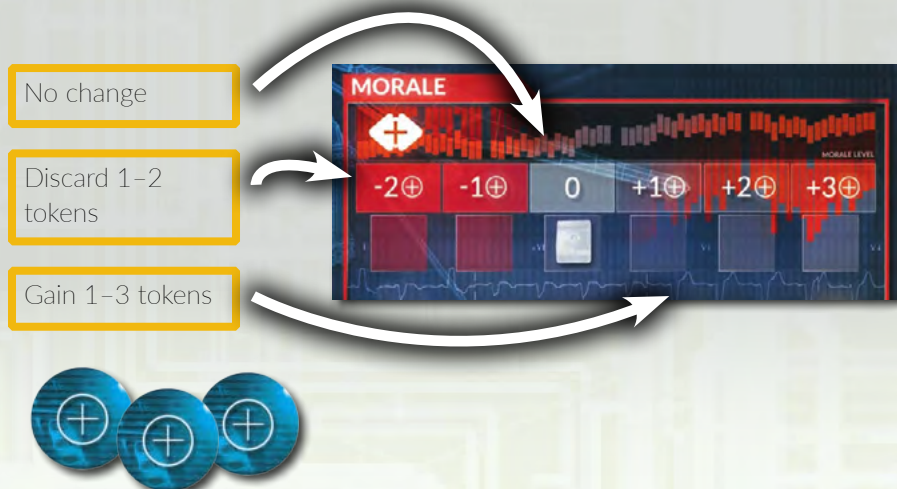 No change
Discard 1–2
tokens
Gain 1–3 tokens
MORALE
MORALE LEVEL
-2⊕ -1⊕ 0 +1⊕ +2⊕ +3⊕